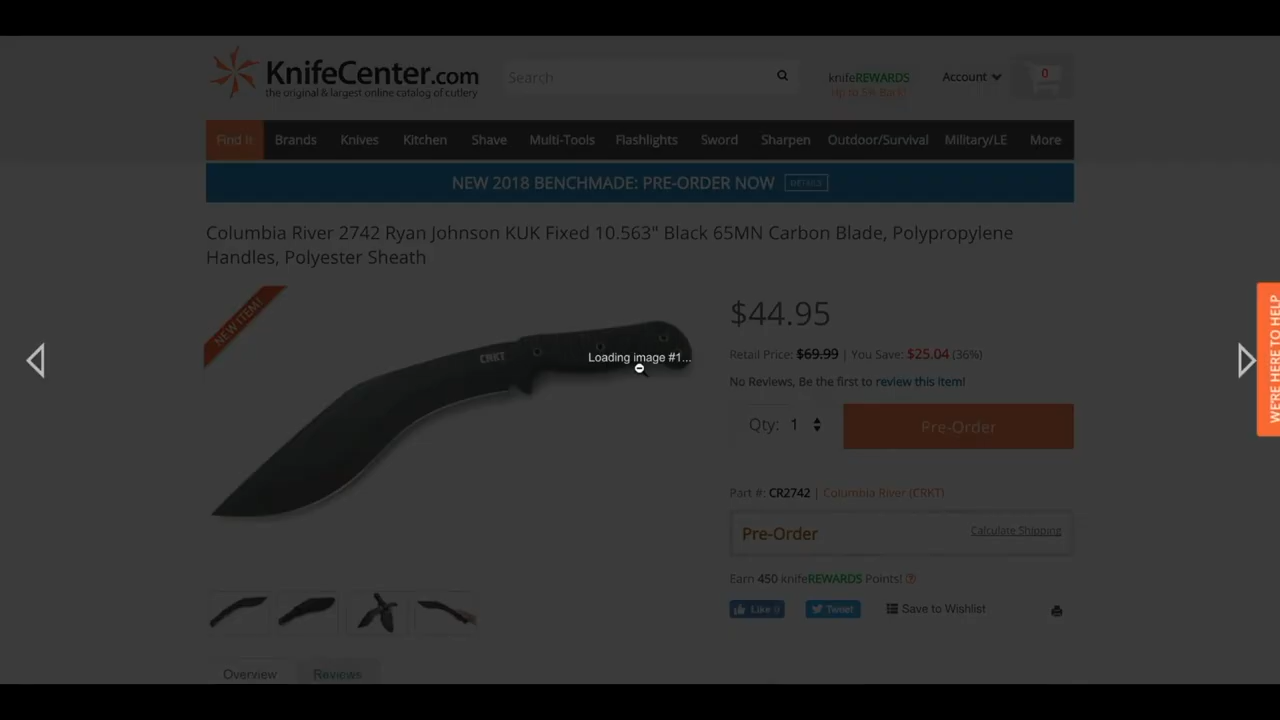 KnifeCenter.com
the original & largest online catalog of cutlery
Search
knifeREWARDS
Up to 5% Back!
Account
0
Find It Brands Knives Kitchen Shave Multi-Tools Flashlights Sword Sharpen Outdoor/Survival Military/LE More
NEW 2018 BENCHMADE: PRE-ORDER NOW DETAILS
Columbia River 2742 Ryan Johnson KUK Fixed 10.563" Black 65MN Carbon Blade, Polypropylene
Handles, Polyester Sheath
NEW ITEM!
CRKT
Loading image #1...
$44.95
Retail Price: $69.99 | You Save: $25.04 (36%)
No Reviews, Be the first to review this item!
Qty: 1
Pre-Order
Part #: CR2742 | Columbia River (CRKT)
Pre-Order
Calculate Shipping
Earn 450 knifeREWARDS Points! ?
Like 0
Tweet
Save to Wishlist
Overview
Reviews
WE'RE HERE TO HELP